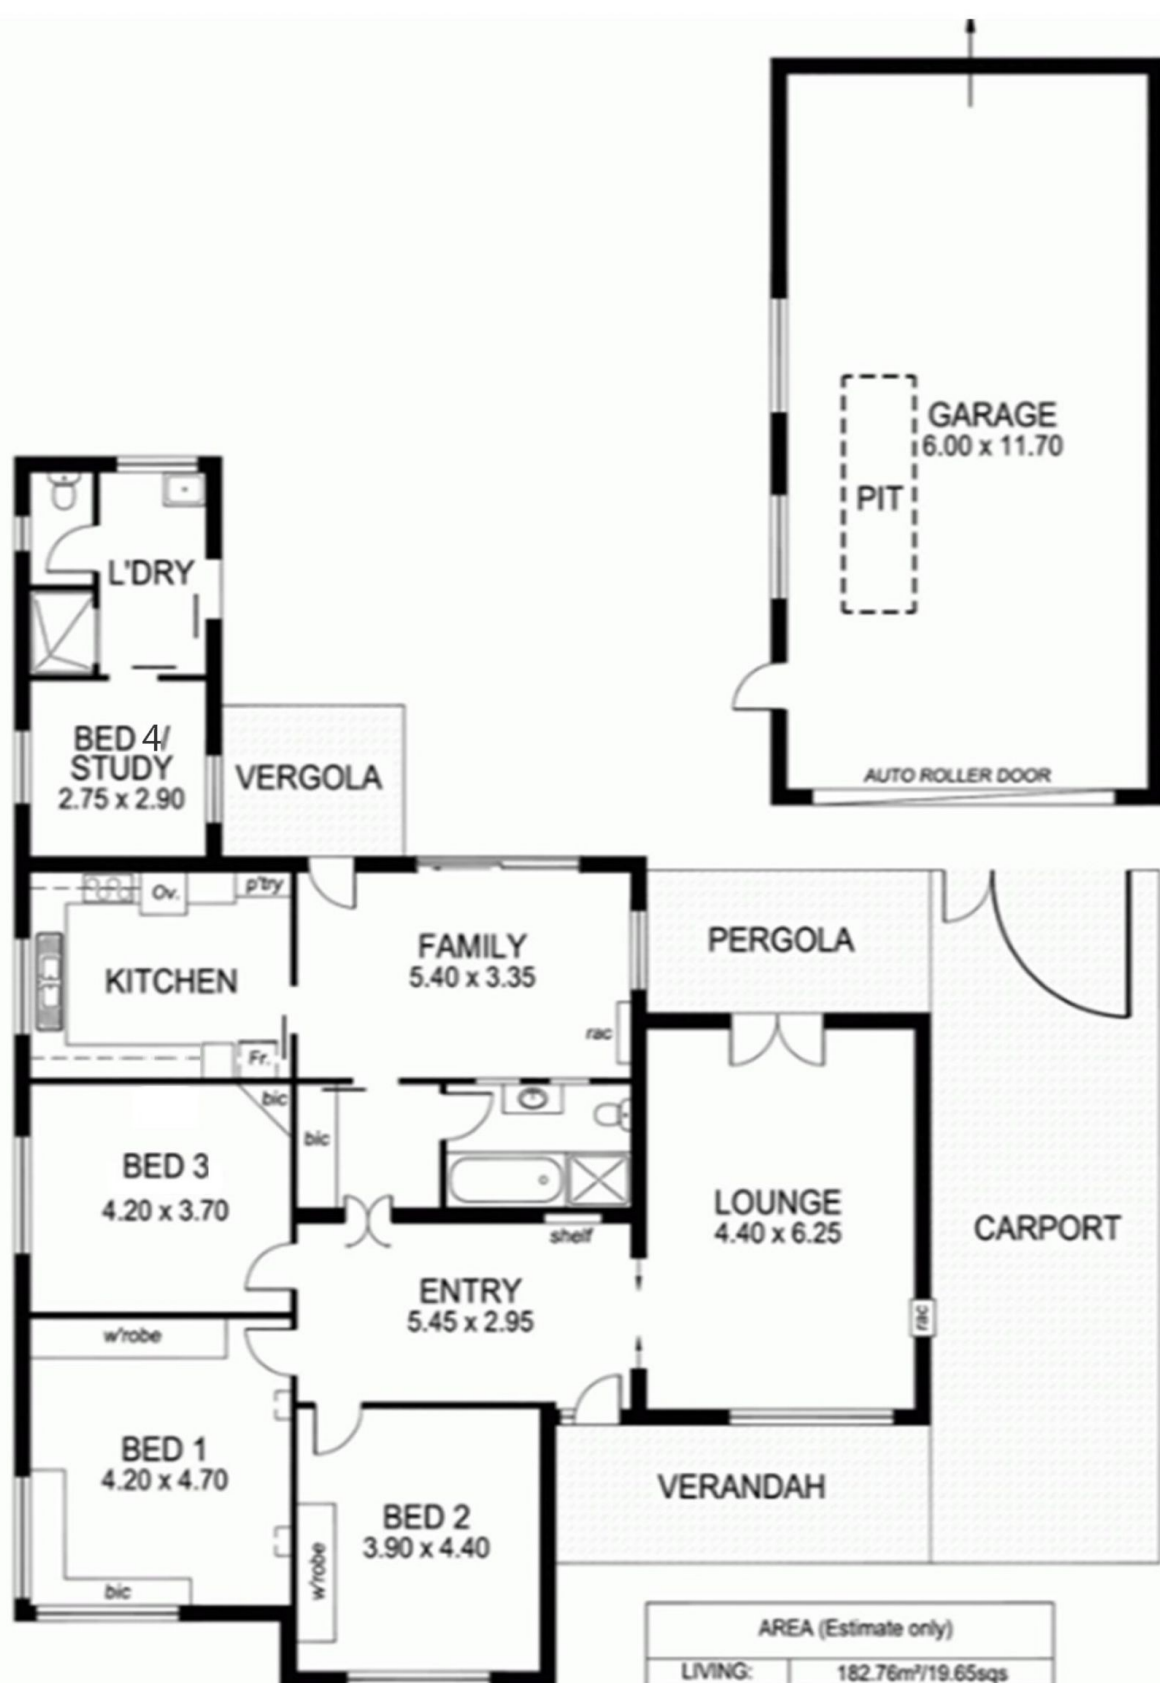 GARAGE
6.00 x 11.70
PIT
AUTO ROLLER DOOR
L'DRY
BED 4/
STUDY
2.75 x 2.90
VERGOLA
Ov.
p'try
KITCHEN
Fr.
FAMILY
5.40 x 3.35
rac
PERGOLA
bic
bic
BED 3
4.20 x 3.70
shelf
LOUNGE
4.40 x 6.25
CARPORT
ENTRY
5.45 x 2.95
rac
w'robe
BED 1
4.20 x 4.70
bic
BED 2
3.90 x 4.40
w'robe
VERANDAH
AREA (Estimate only)
LIVING: 182.76m²/19.65sqs